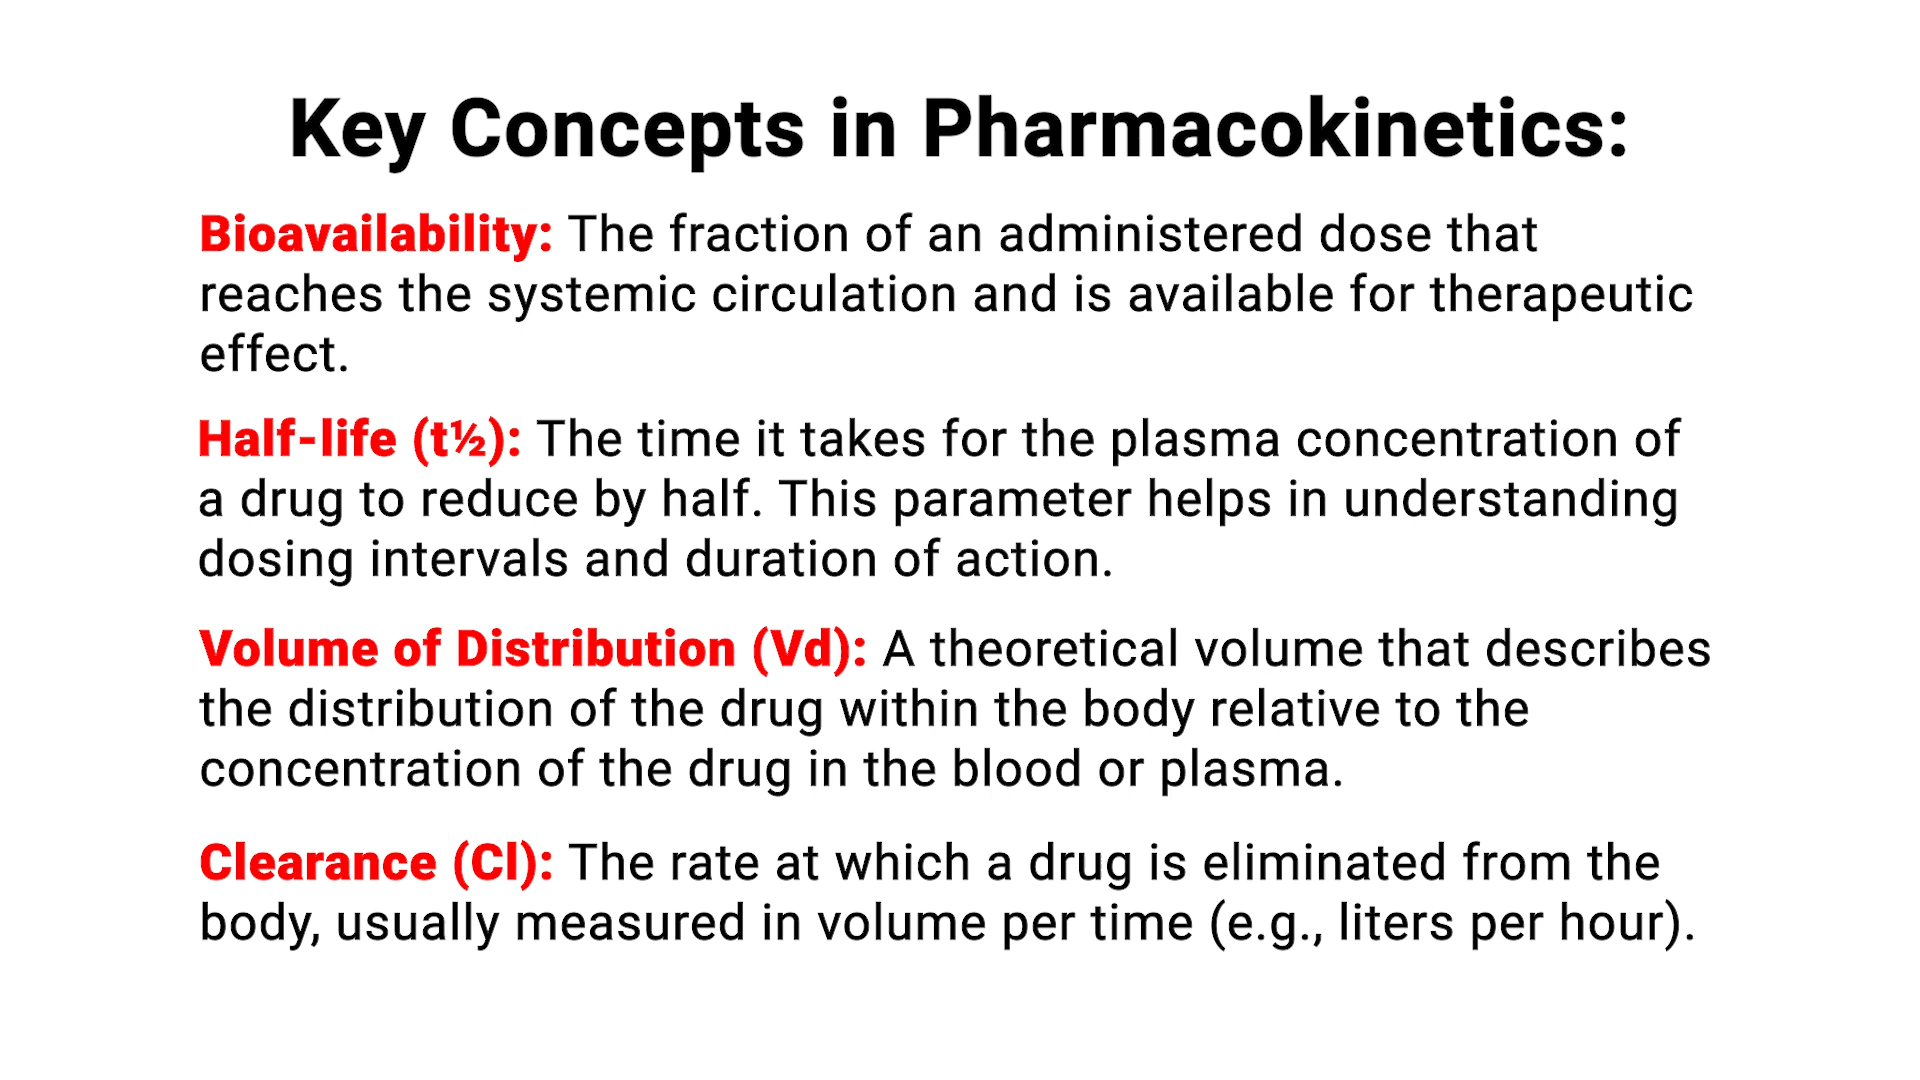 Key Concepts in Pharmacokinetics:
Bioavailability: The fraction of an administered dose that
reaches the systemic circulation and is available for therapeutic
effect.
Half-life (t½): The time it takes for the plasma concentration of
a drug to reduce by half. This parameter helps in understanding
dosing intervals and duration of action.
Volume of Distribution (Vd): A theoretical volume that describes
the distribution of the drug within the body relative to the
concentration of the drug in the blood or plasma.
Clearance (Cl): The rate at which a drug is eliminated from the
body, usually measured in volume per time (e.g., liters per hour).